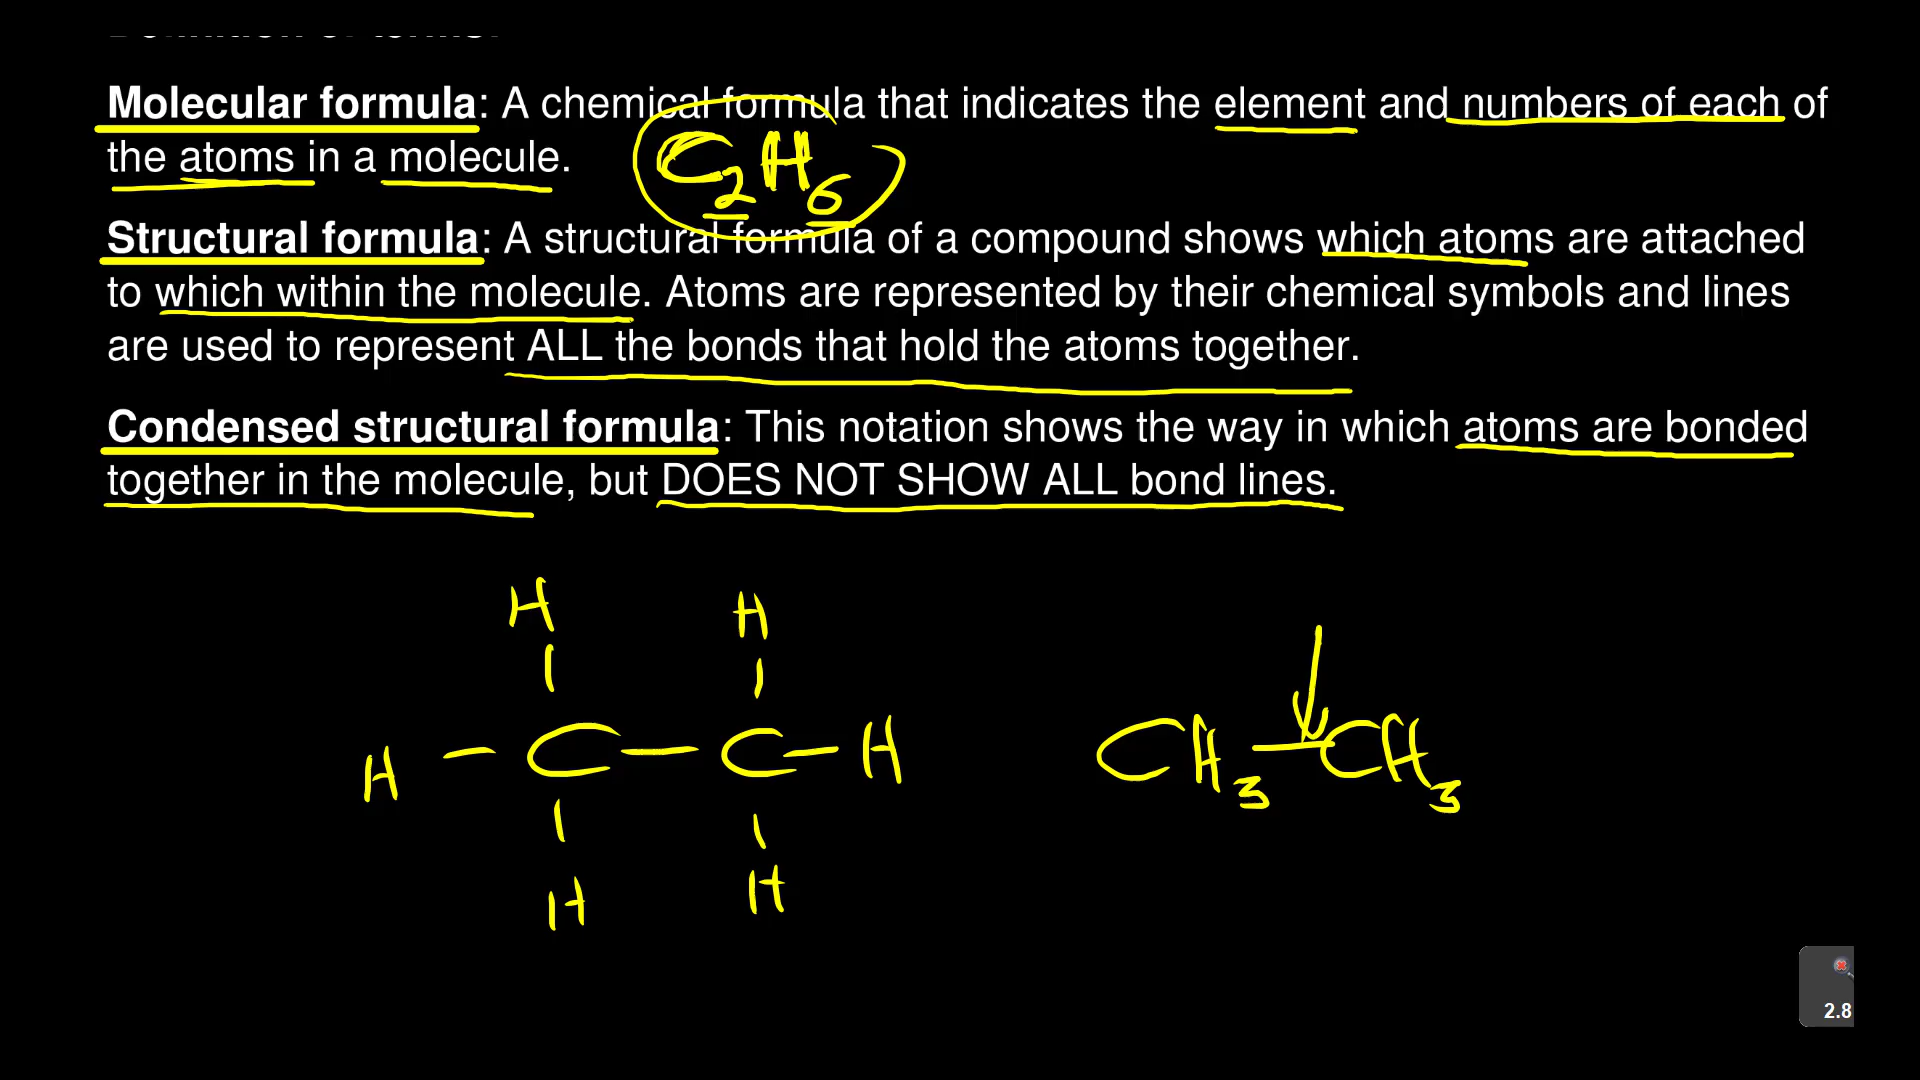 Molecular formula: A chemical formula that indicates the element and numbers of each of
the atoms in a molecule.
C2H6
Structural formula: A structural formula of a compound shows which atoms are attached
to which within the molecule. Atoms are represented by their chemical symbols and lines
are used to represent ALL the bonds that hold the atoms together.
Condensed structural formula: This notation shows the way in which atoms are bonded
together in the molecule, but DOES NOT SHOW ALL bond lines.
H H
H - C - C - H
H H
CH3 - CH3
2.8